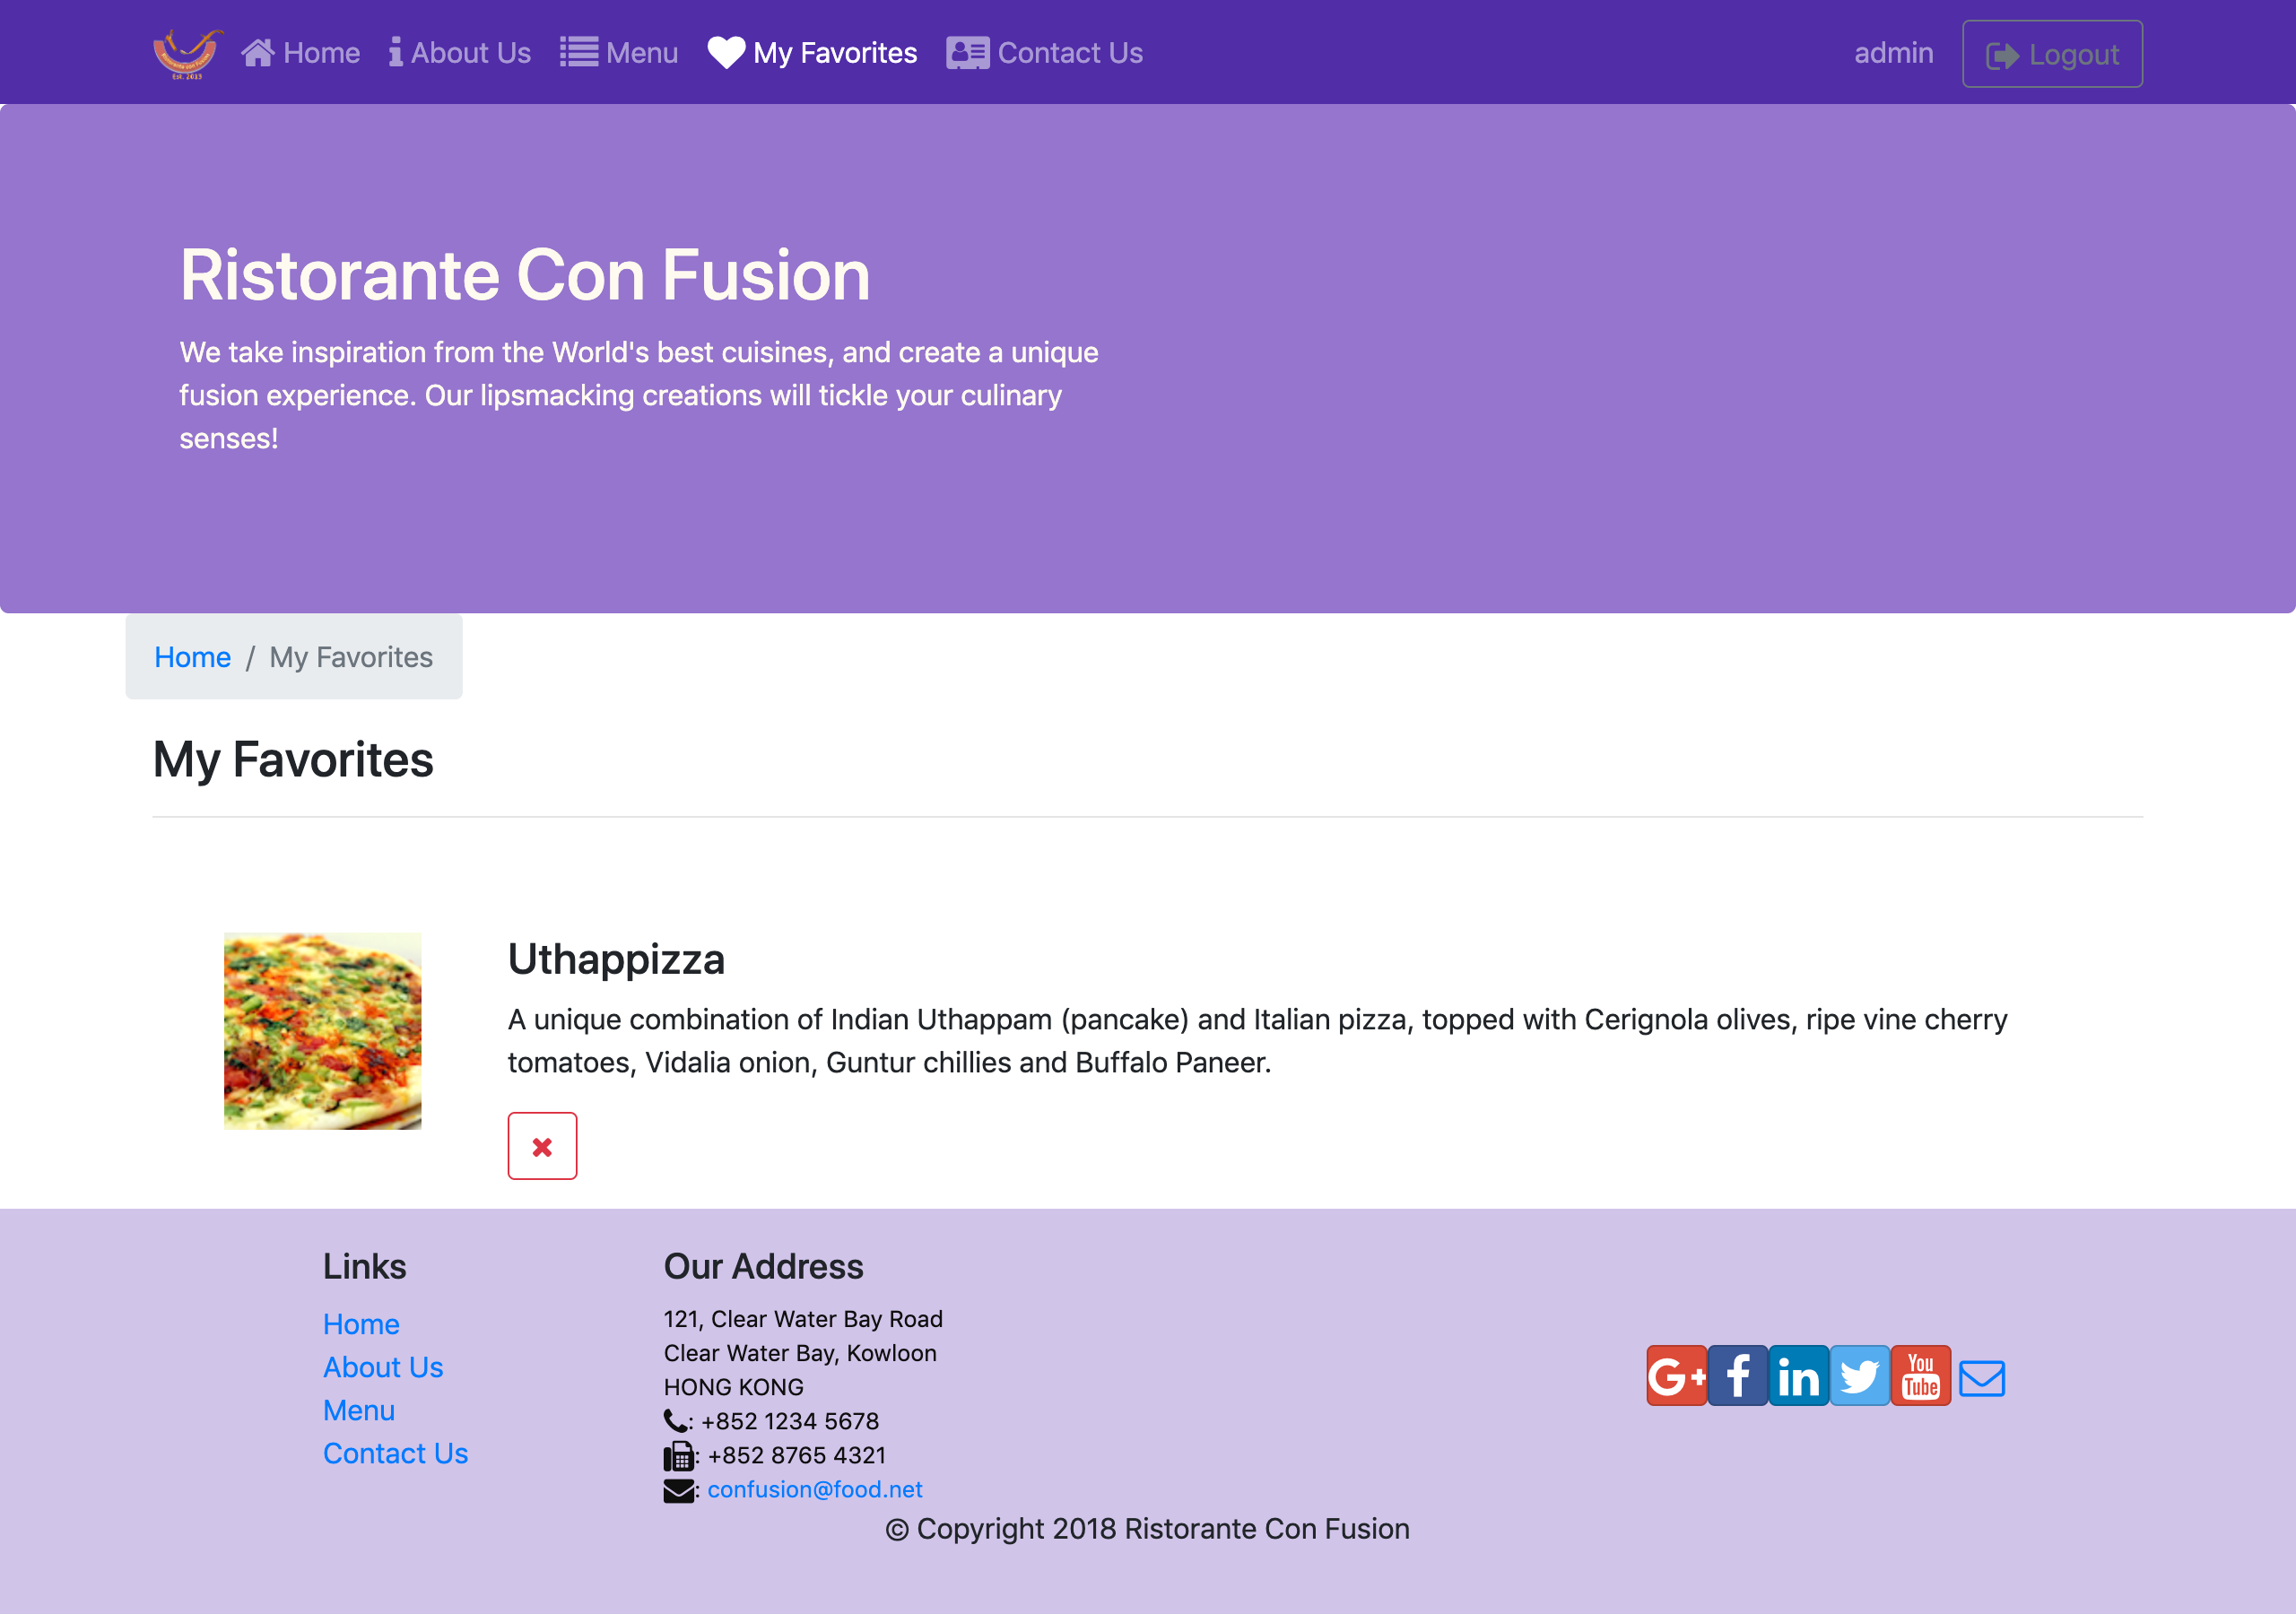 Est. 2013
Home
About Us
Menu
My Favorites
Contact Us
admin
Logout
Ristorante Con Fusion
We take inspiration from the World's best cuisines, and create a unique
fusion experience. Our lipsmacking creations will tickle your culinary
senses!
Home / My Favorites
My Favorites
Uthappizza
A unique combination of Indian Uthappam (pancake) and Italian pizza, topped with Cerignola olives, ripe vine cherry
tomatoes, Vidalia onion, Guntur chillies and Buffalo Paneer.
Links
Home
About Us
Menu
Contact Us
Our Address
121, Clear Water Bay Road
Clear Water Bay, Kowloon
HONG KONG
: +852 1234 5678
: +852 8765 4321
: confusion@food.net
G+
f
in
You
Tube
© Copyright 2018 Ristorante Con Fusion